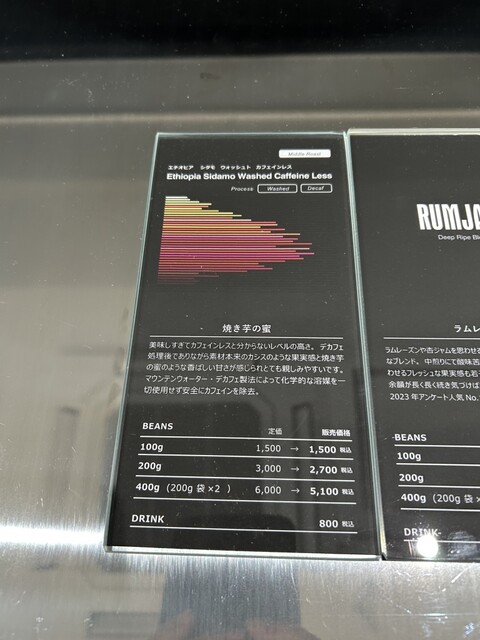 Middle Roast
エチオピア シダモ ウォッシュト カフェインレス
Ethiopia Sidamo Washed Caffeine Less
Process Washed Decaf
焼き芋の蜜
美味しすぎてカフェインレスと分からないレベルの高さ。デカフェ
処理後でありながら素材本来のカシスのような果実感と焼き芋
の蜜のような香ばしい甘さが感じられとても親しみやすいです。
マウンテンウォーター・デカフェ製法によって化学的な溶媒を一
切使用せず安全にカフェインを除去。
BEANS 定価 販売価格
100g 1,500 → 1,500 税込
200g 3,000 → 2,700 税込
400g (200g 袋 ×2 ) 6,000 → 5,100 税込
DRINK 800 税込
RUMJA
Deep Ripe Bl
ラムレ
ラムレーズンや杏ジャムを思わせる
なブレンド。中煎りにて酸味苦
わせるフレッシュな果実感も若干
余韻が長く長く続き気づけば
2023 年アンケート人気 No.
BEANS
100g
200g
400g (200g 袋 ×
DRINK